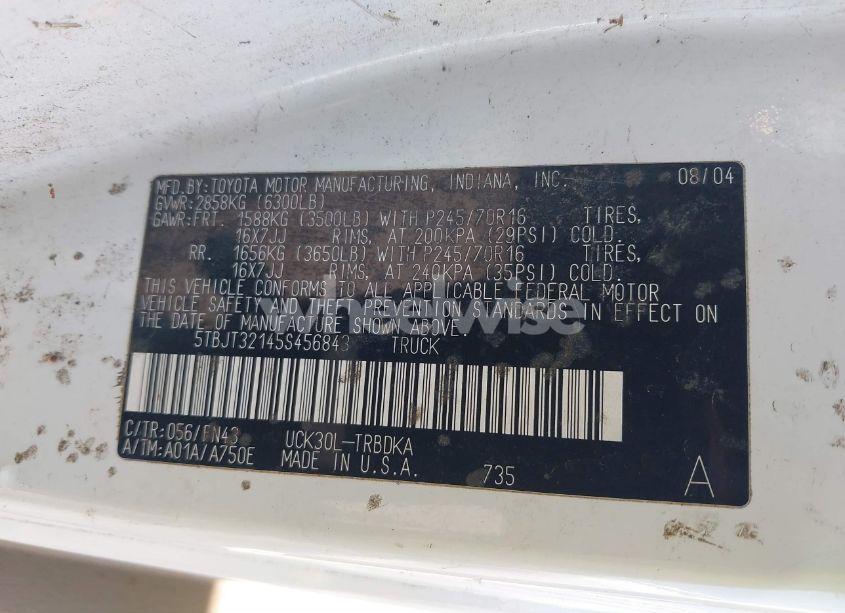 MFD.BY:TOYOTA MOTOR MANUFACTURING, INDIANA, INC. 08/04
GVWR:2858KG (6300LB)
GAWR:FRT. 1588KG (3500LB) WITH P245/70R16 TIRES,
16X7JJ RIMS, AT 200KPA (29PSI) COLD.
RR. 1656KG (3650LB) WITH P245/70R16 TIRES,
16X7JJ RIMS, AT 240KPA (35PSI) COLD.
THIS VEHICLE CONFORMS TO ALL APPLICABLE FEDERAL MOTOR
VEHICLE SAFETY AND THEFT PREVENTION STANDARDS IN EFFECT ON
THE DATE OF MANUFACTURE SHOWN ABOVE.
wheelwise
5TBJT32145S456843 TRUCK
C/TR:056/FN43 UCK30L-TRBDKA
A/TM:A01A/A750E MADE IN U.S.A. 735 A